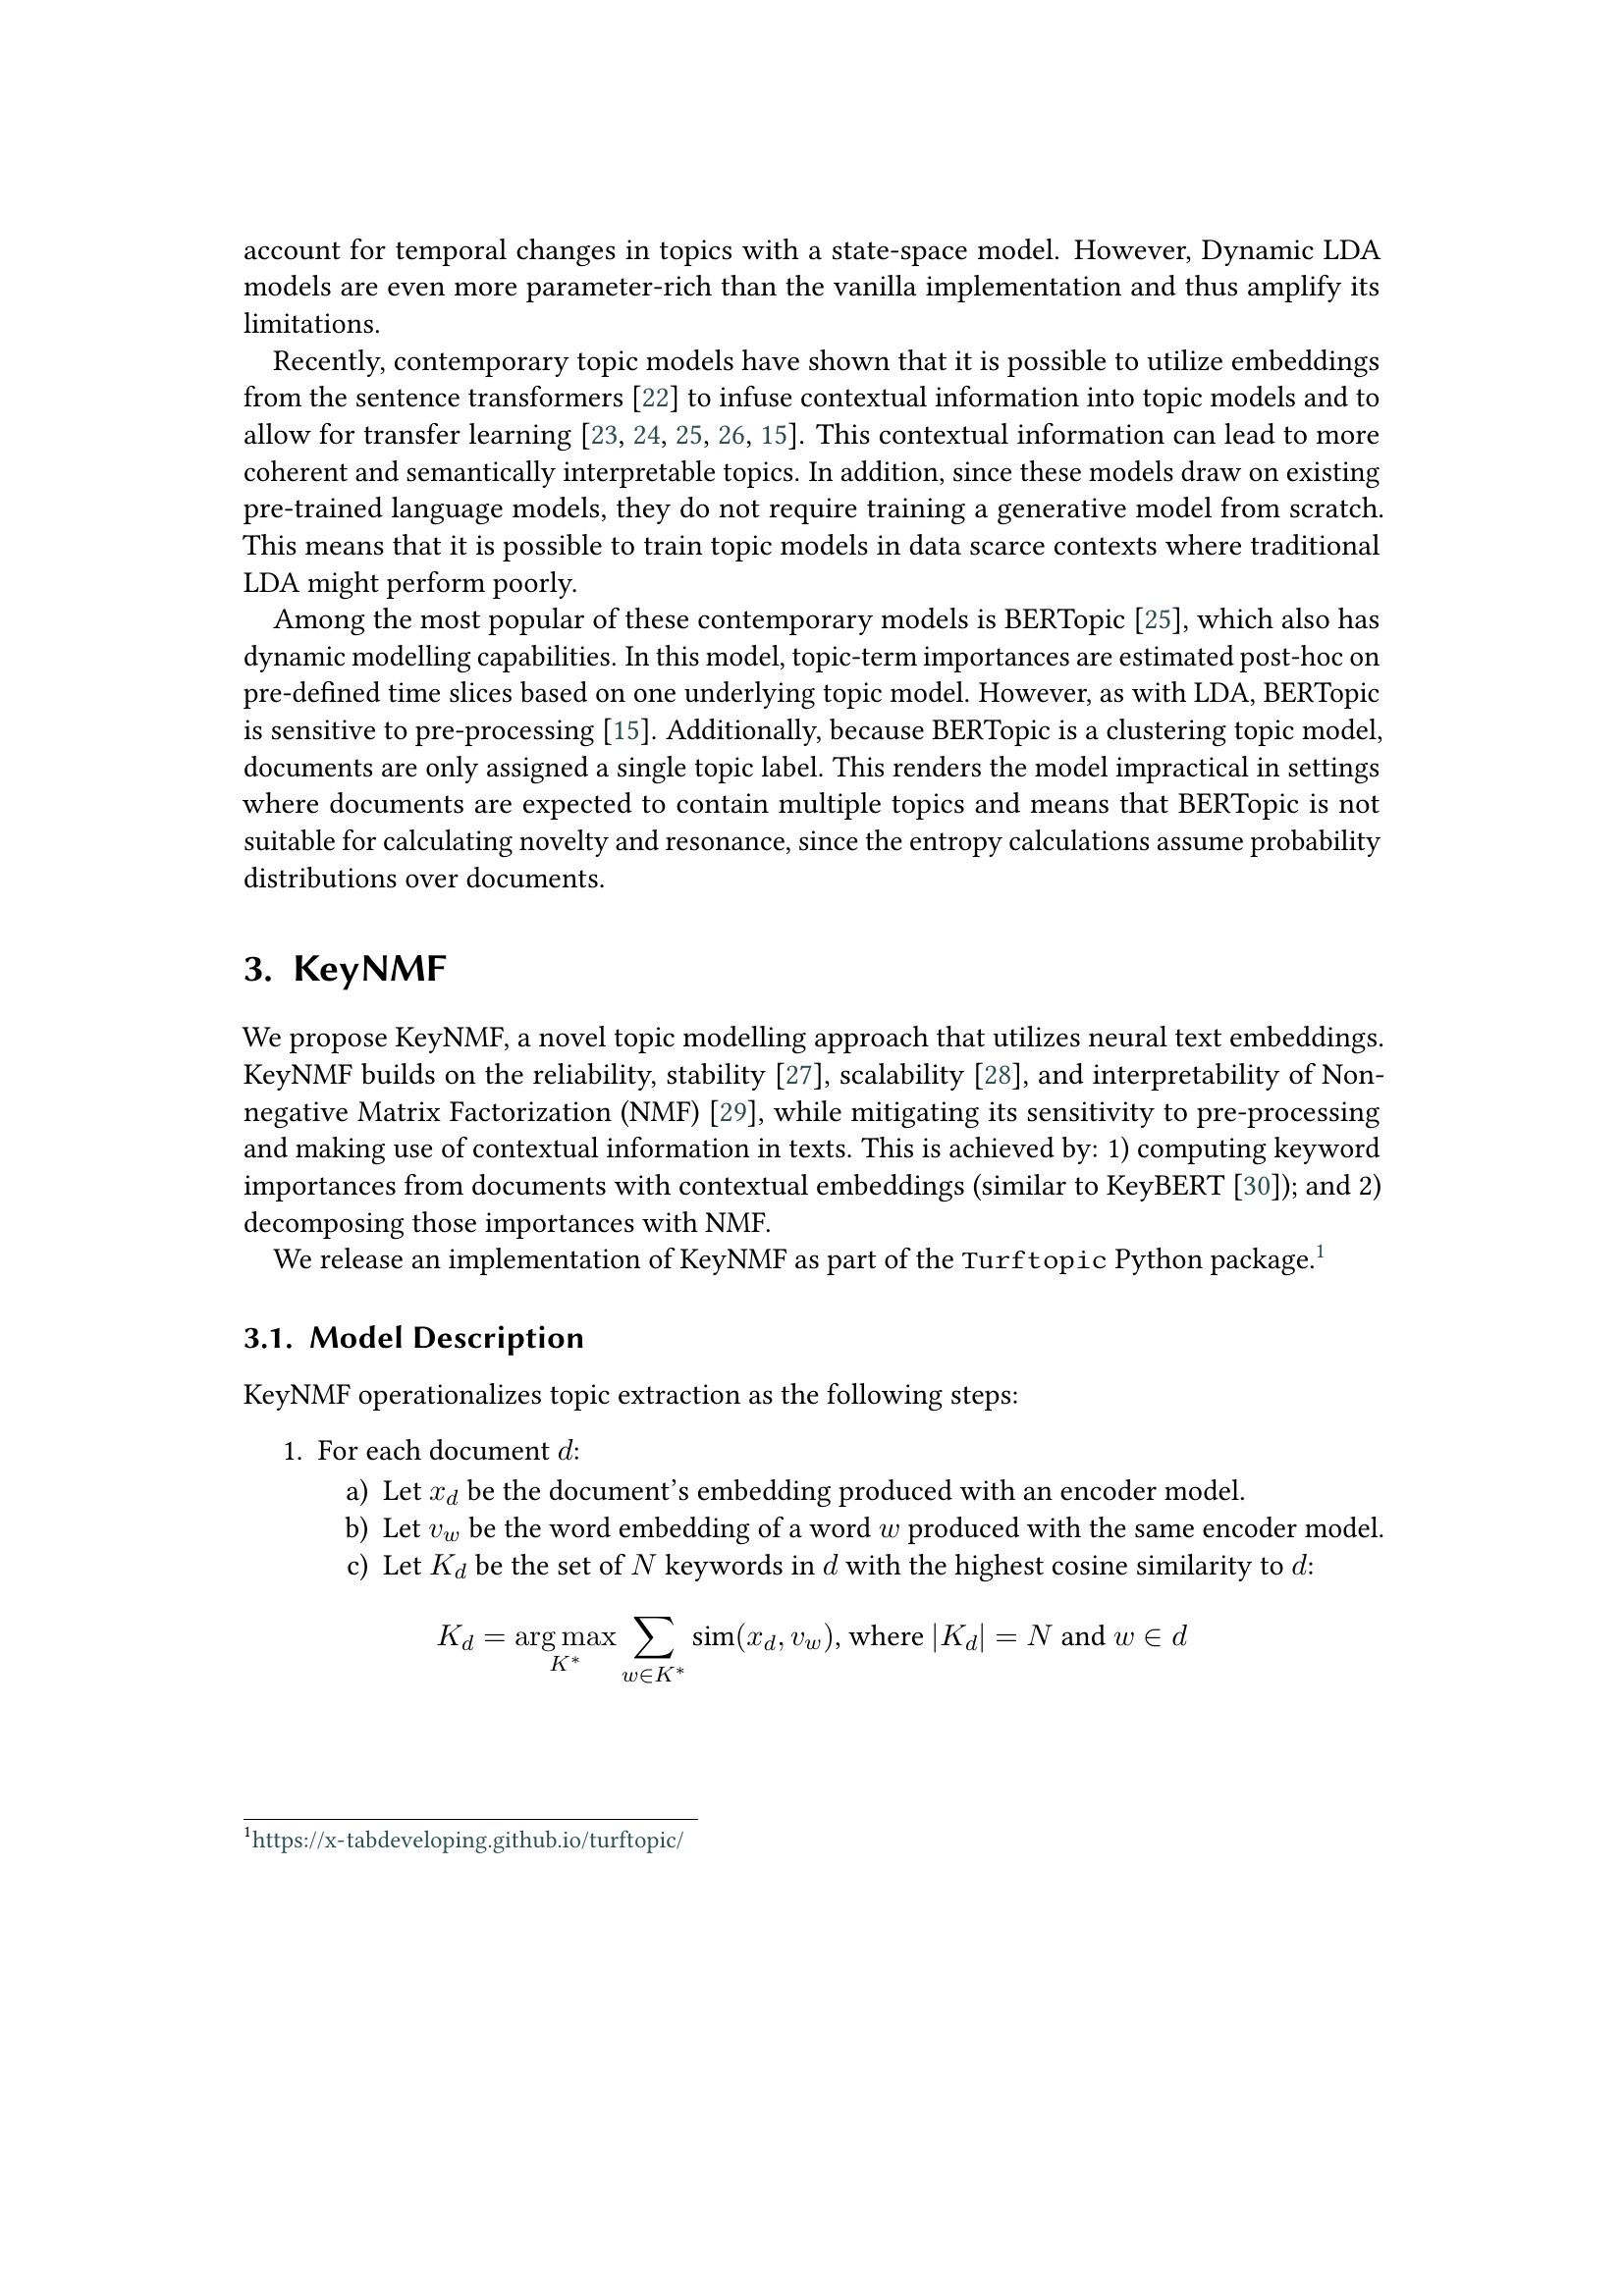 account for temporal changes in topics with a state-space model. However, Dynamic LDA
models are even more parameter-rich than the vanilla implementation and thus amplify its
limitations.
Recently, contemporary topic models have shown that it is possible to utilize embeddings
from the sentence transformers [22] to infuse contextual information into topic models and to
allow for transfer learning [23, 24, 25, 26, 15]. This contextual information can lead to more
coherent and semantically interpretable topics. In addition, since these models draw on existing
pre-trained language models, they do not require training a generative model from scratch.
This means that it is possible to train topic models in data scarce contexts where traditional
LDA might perform poorly.
Among the most popular of these contemporary models is BERTopic [25], which also has
dynamic modelling capabilities. In this model, topic-term importances are estimated post-hoc on
pre-defined time slices based on one underlying topic model. However, as with LDA, BERTopic
is sensitive to pre-processing [15]. Additionally, because BERTopic is a clustering topic model,
documents are only assigned a single topic label. This renders the model impractical in settings
where documents are expected to contain multiple topics and means that BERTopic is not
suitable for calculating novelty and resonance, since the entropy calculations assume probability
distributions over documents.
3. KeyNMF
We propose KeyNMF, a novel topic modelling approach that utilizes neural text embeddings.
KeyNMF builds on the reliability, stability [27], scalability [28], and interpretability of Non-
negative Matrix Factorization (NMF) [29], while mitigating its sensitivity to pre-processing
and making use of contextual information in texts. This is achieved by: 1) computing keyword
importances from documents with contextual embeddings (similar to KeyBERT [30]); and 2)
decomposing those importances with NMF.
We release an implementation of KeyNMF as part of the Turftopic Python package.¹
3.1. Model Description
KeyNMF operationalizes topic extraction as the following steps:
1. For each document d:
a) Let x_d be the document's embedding produced with an encoder model.
b) Let v_w be the word embedding of a word w produced with the same encoder model.
c) Let K_d be the set of N keywords in d with the highest cosine similarity to d:
K_d = arg max_{K*} ∑_{w∈K*} sim(x_d, v_w), where |K_d| = N and w ∈ d
¹https://x-tabdeveloping.github.io/turftopic/